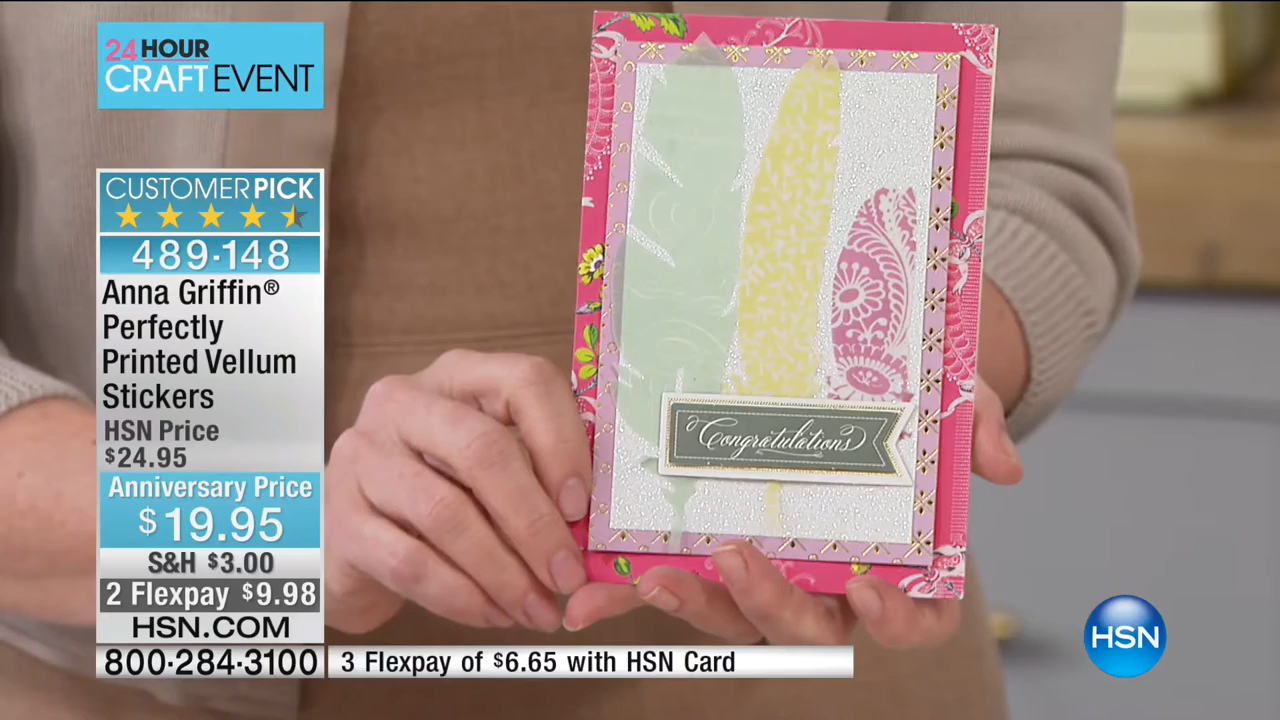 24 HOUR
CRAFT EVENT
CUSTOMER PICK
489·148
Anna Griffin®
Perfectly
Printed Vellum
Stickers
HSN Price
$24.95
Anniversary Price
$19.95
S&H $3.00
2 Flexpay $9.98
HSN.COM
800·284·3100
3 Flexpay of $6.65 with HSN Card
Congratulations
HSN